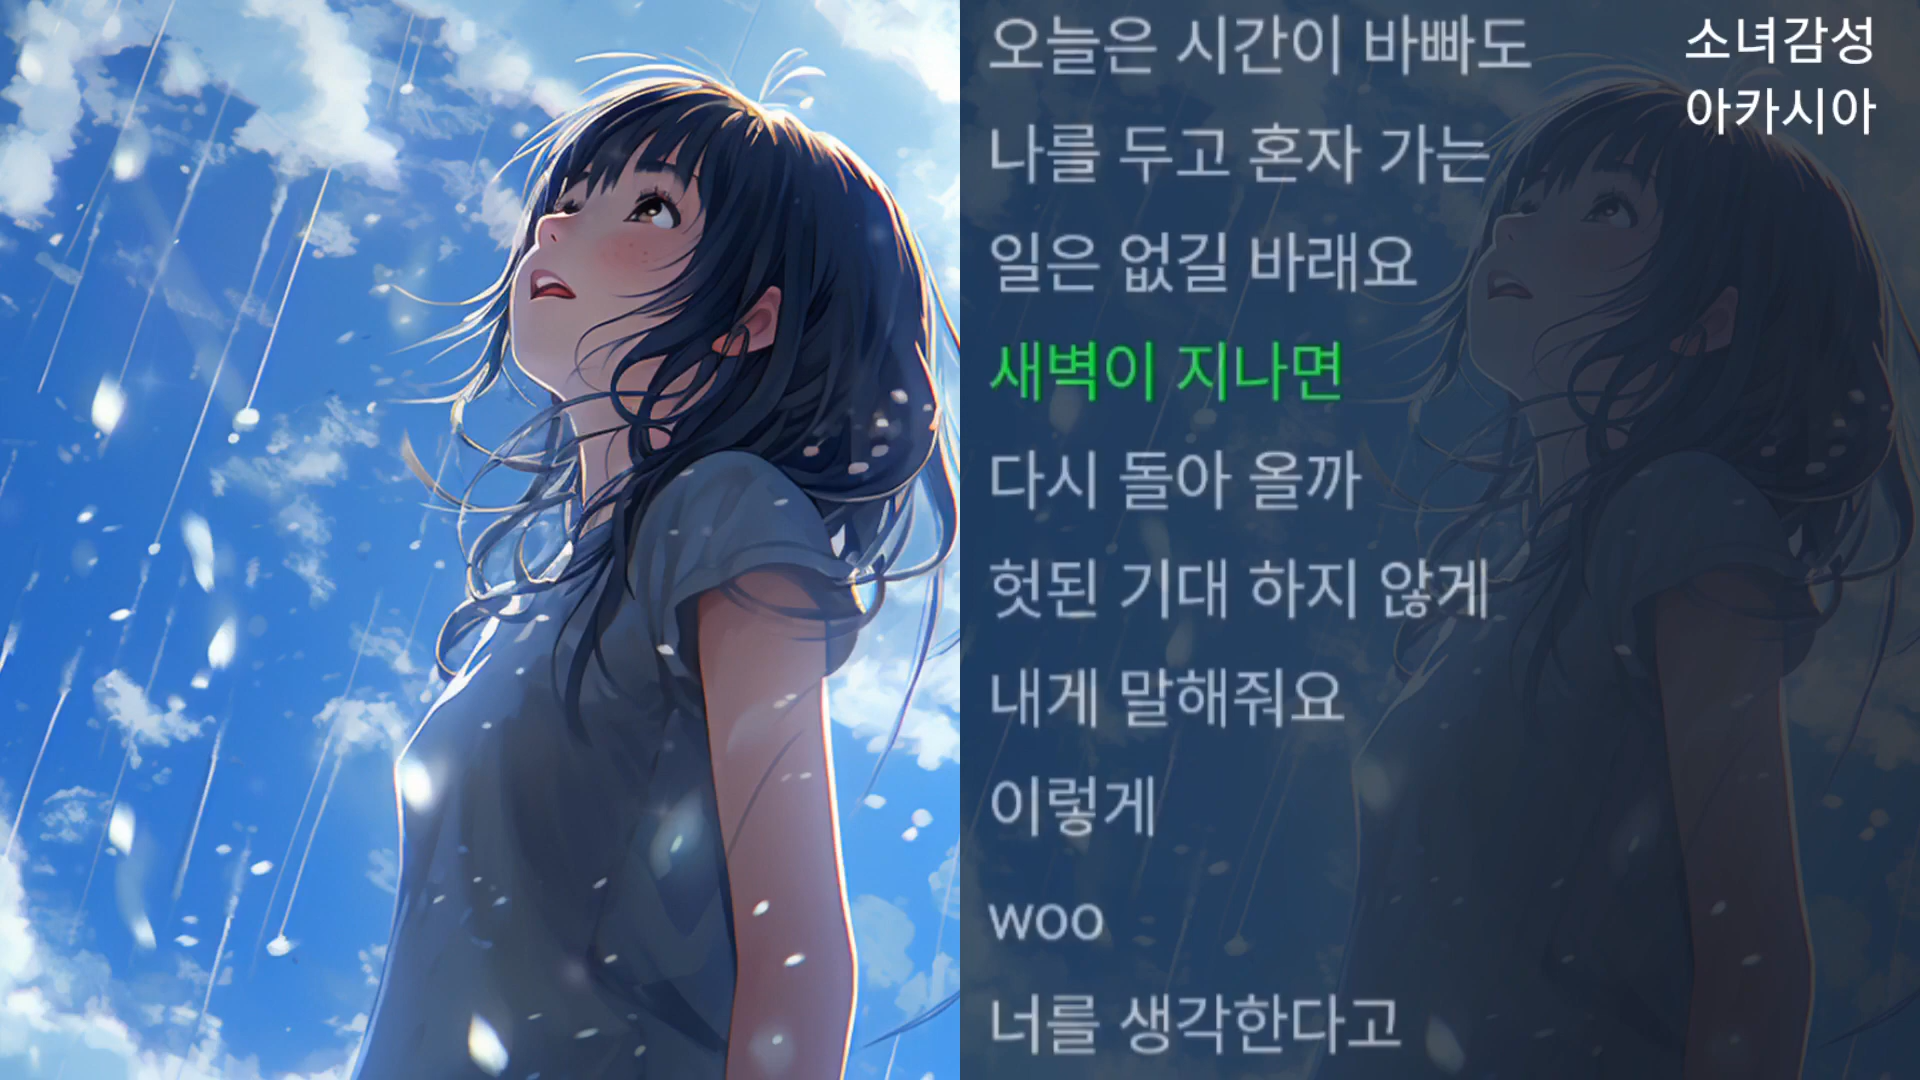 오늘은 시간이 바빠도
나를 두고 혼자 가는
일은 없길 바래요
새벽이 지나면
다시 돌아 올까
헛된 기대 하지 않게
내게 말해줘요
이렇게
woo
너를 생각한다고
소녀감성
아카시아